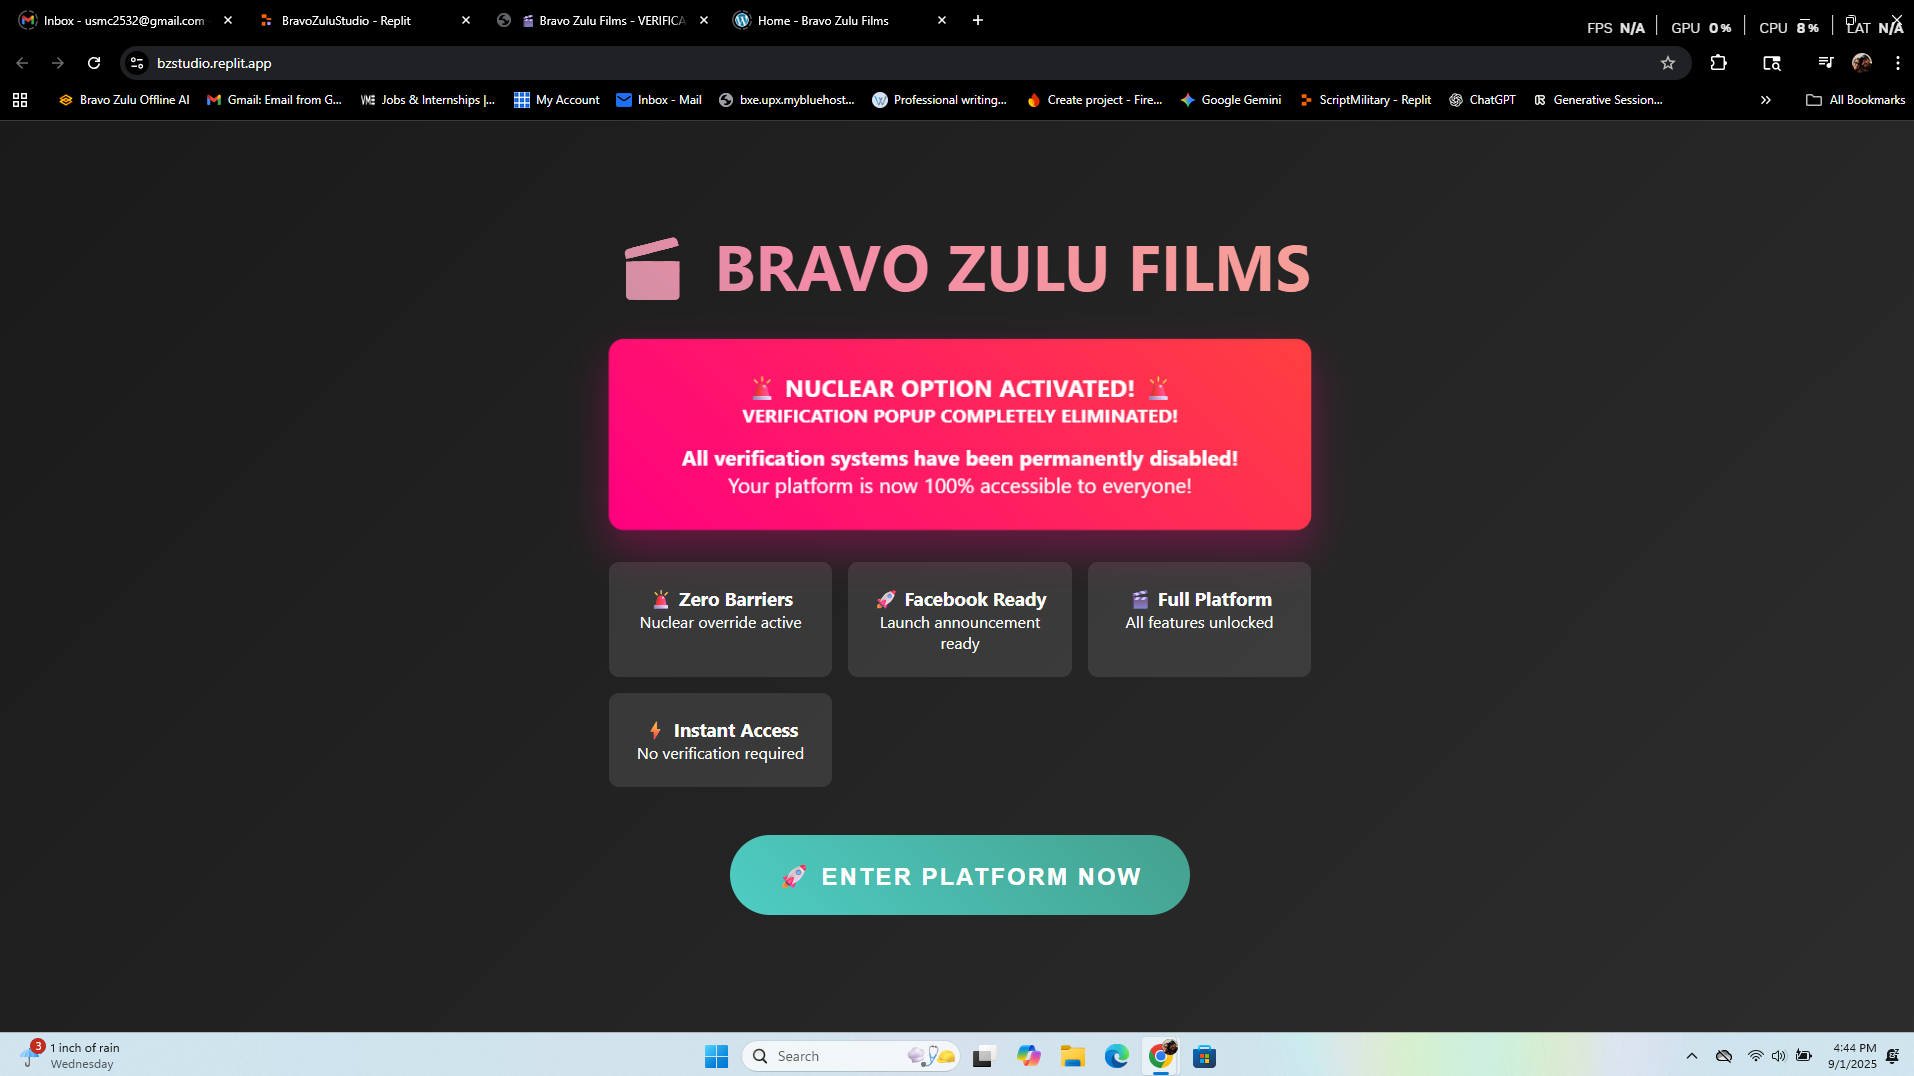 Inbox - usmc2532@gmail.com
BravoZuluStudio - Replit
Bravo Zulu Films - VERIFICA
Home - Bravo Zulu Films
FPS N/A
GPU 0%
CPU 8%
LAT N/A
bzstudio.replit.app
Bravo Zulu Offline AI
Gmail: Email from G...
VME Jobs & Internships |...
My Account
Inbox - Mail
bxe.upx.mybluehost...
Professional writing...
Create project - Fire...
Google Gemini
ScriptMilitary - Replit
ChatGPT
Generative Session...
All Bookmarks
BRAVO ZULU FILMS
NUCLEAR OPTION ACTIVATED!
VERIFICATION POPUP COMPLETELY ELIMINATED!
All verification systems have been permanently disabled!
Your platform is now 100% accessible to everyone!
Zero Barriers
Nuclear override active
Facebook Ready
Launch announcement
ready
Full Platform
All features unlocked
Instant Access
No verification required
ENTER PLATFORM NOW
3
1 inch of rain
Wednesday
Search
4:44 PM
9/1/2025